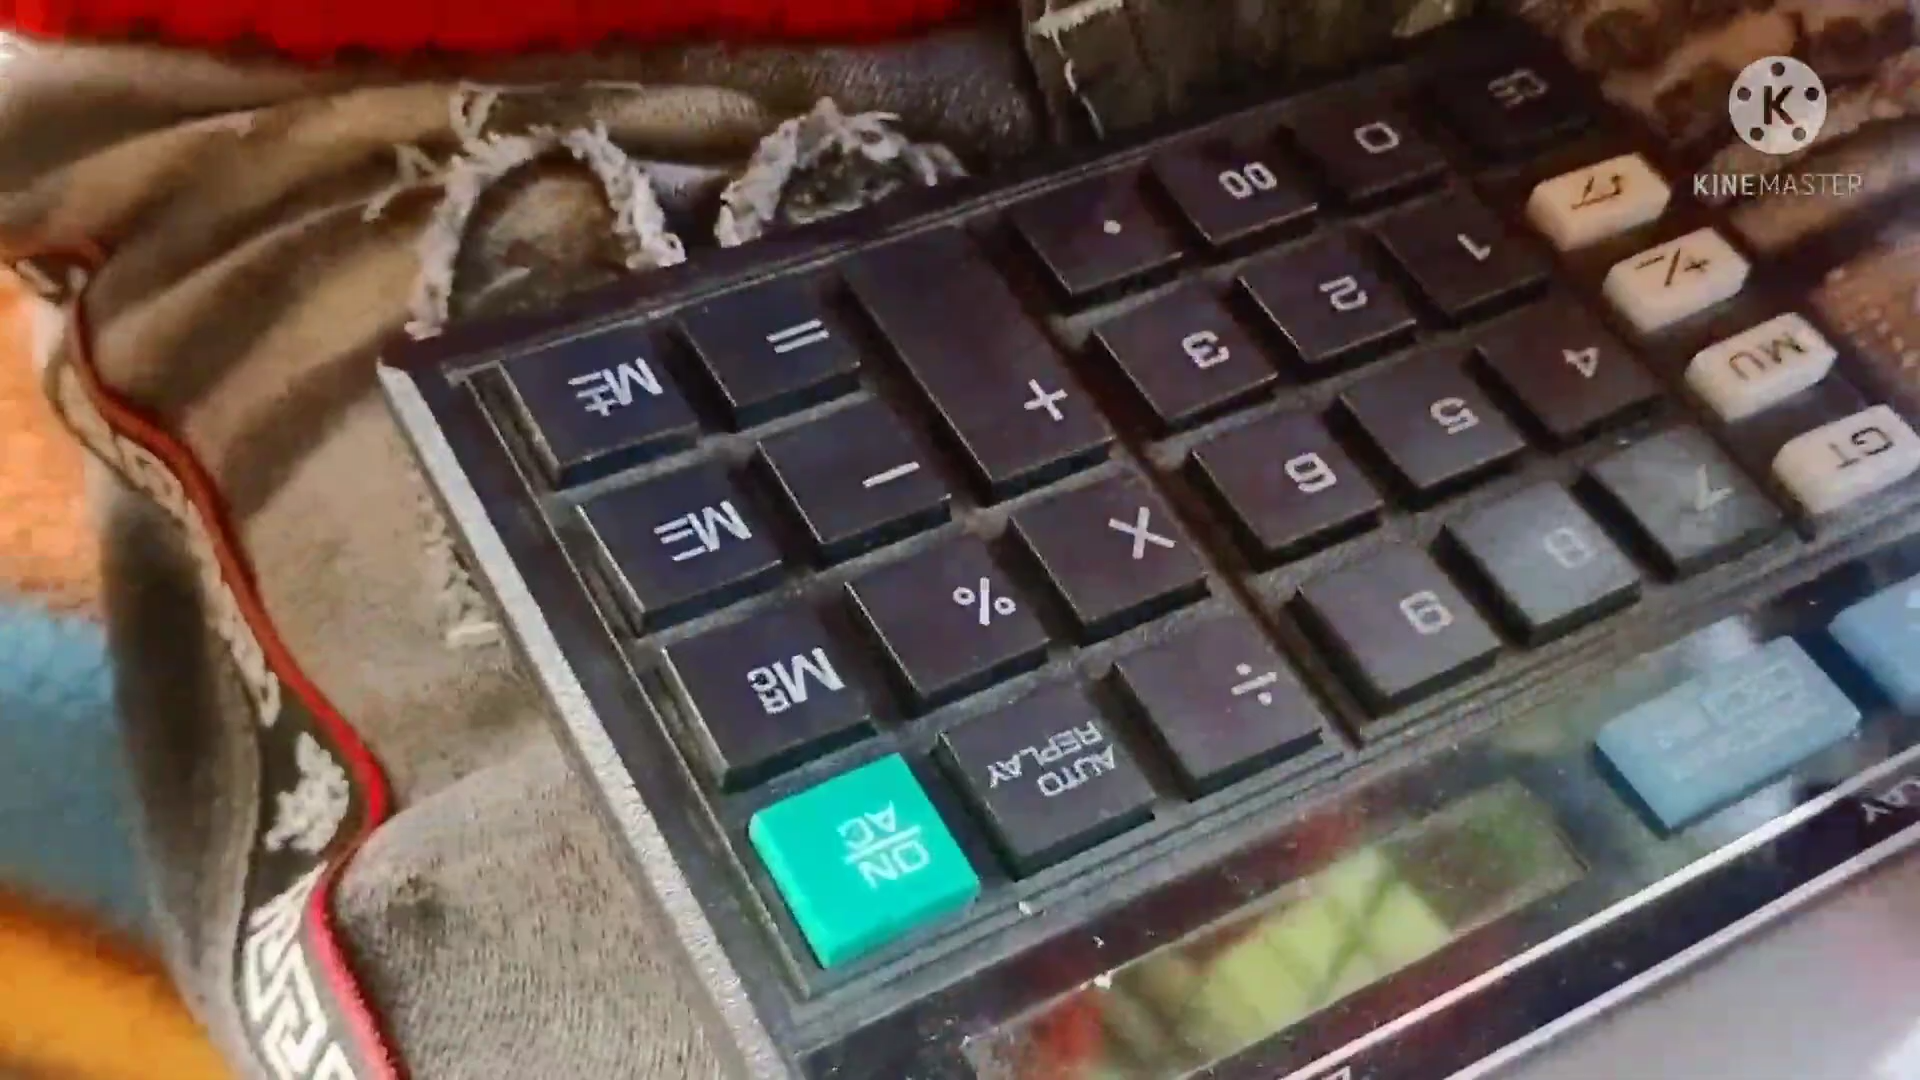 K
KINEMASTER
GT
7
8
9
÷
AUTO
REPLAY
ON
AC
MU
4
5
6
X
%
MRC
+/-
1
2
3
+
−
0
00
.
=